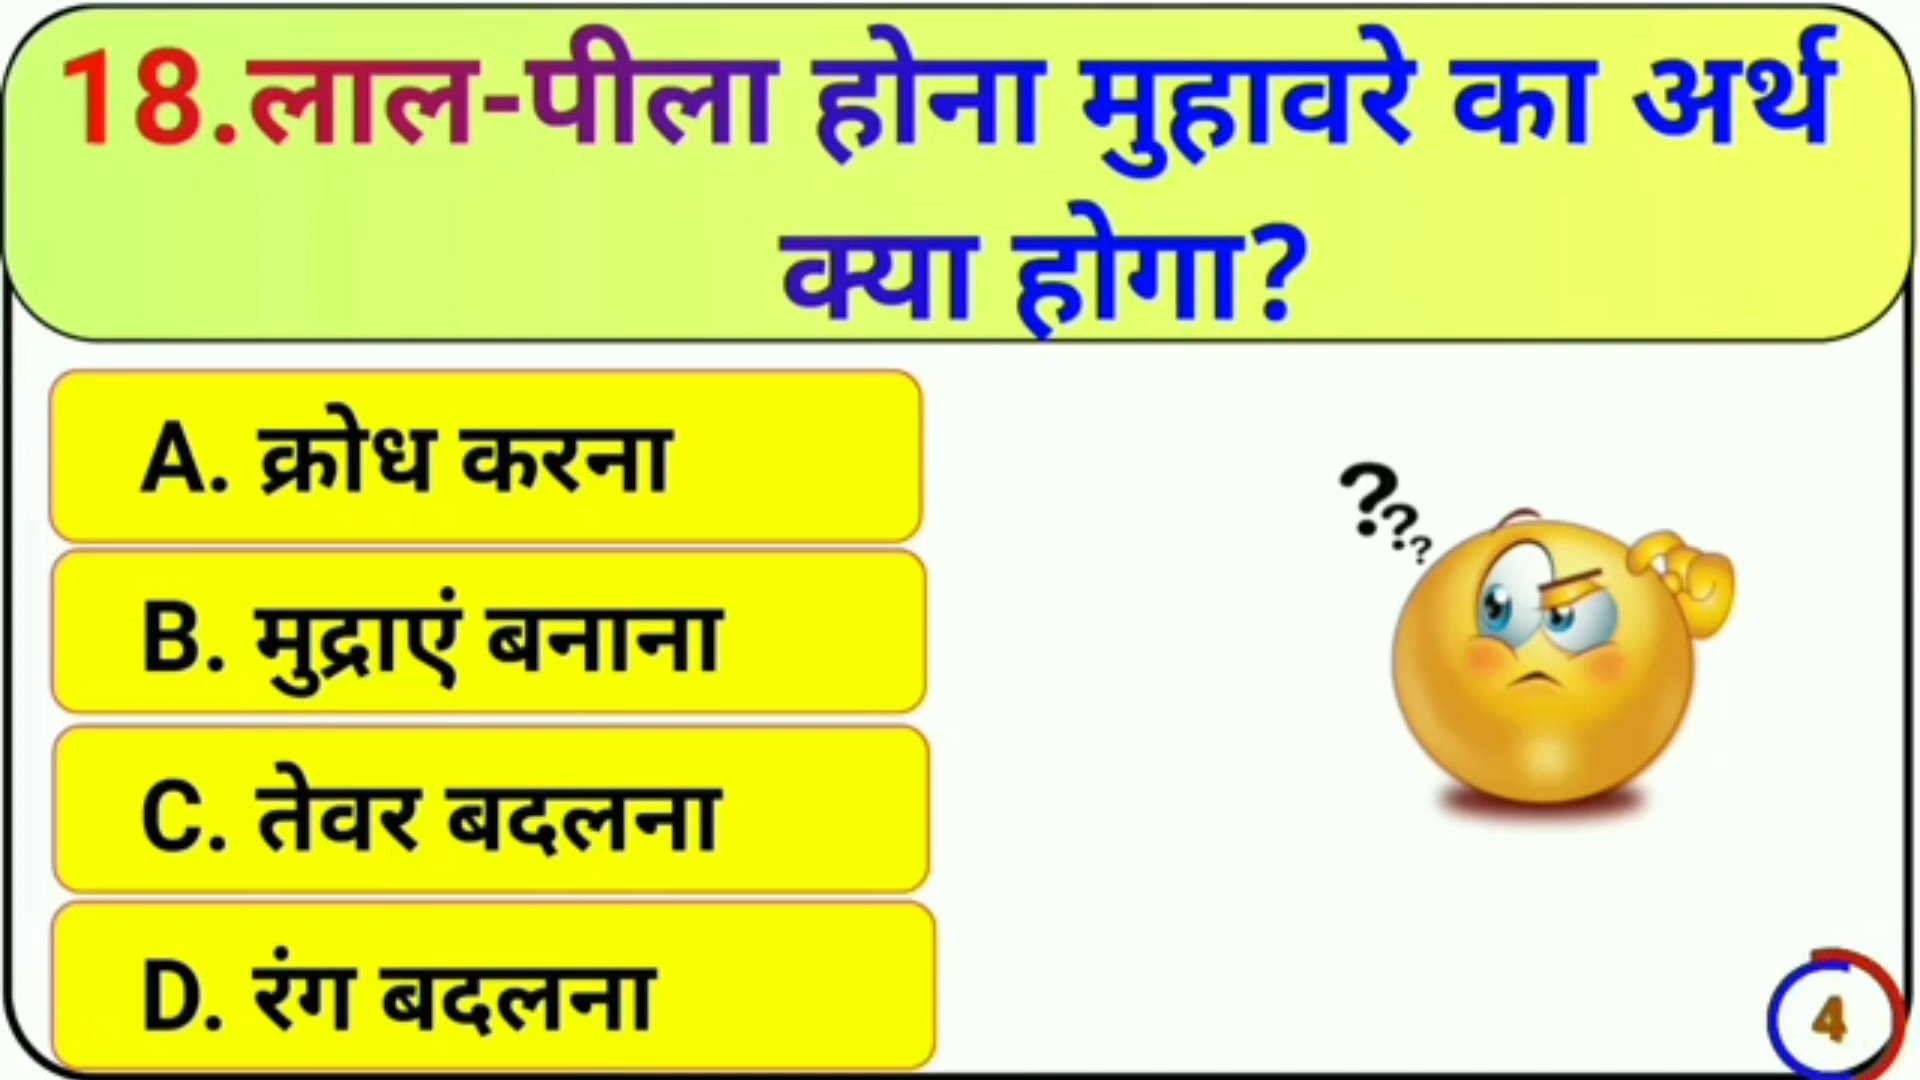 18.लाल-पीला होना मुहावरे का अर्थ
क्या होगा?
A. क्रोध करना
B. मुद्राएं बनाना
C. तेवर बदलना
D. रंग बदलना
???
4